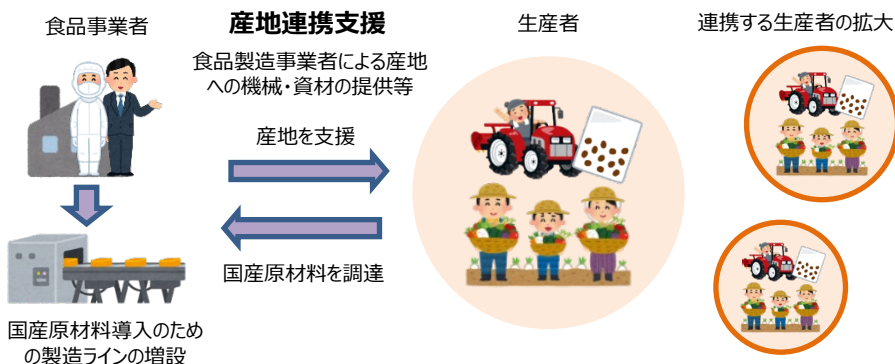 食品事業者
産地連携支援
生産者
連携する生産者の拡大
食品製造事業者による産地
への機械・資材の提供等
産地を支援
国産原材料を調達
国産原材料導入のため
の製造ラインの増設